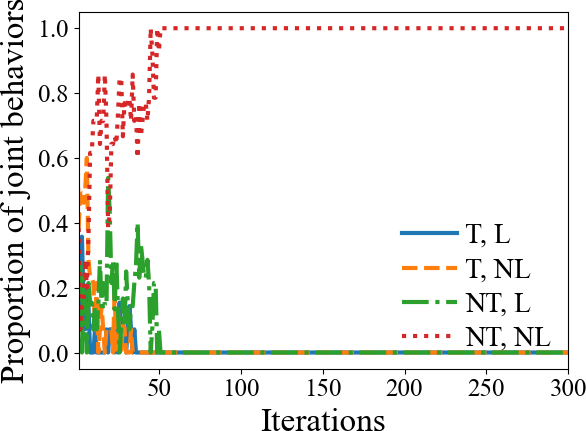 Proportion of joint behaviors
1.0
0.8
0.6
0.4
0.2
0.0
T, L
T, NL
NT, L
NT, NL
50
100
150
200
250
300
Iterations